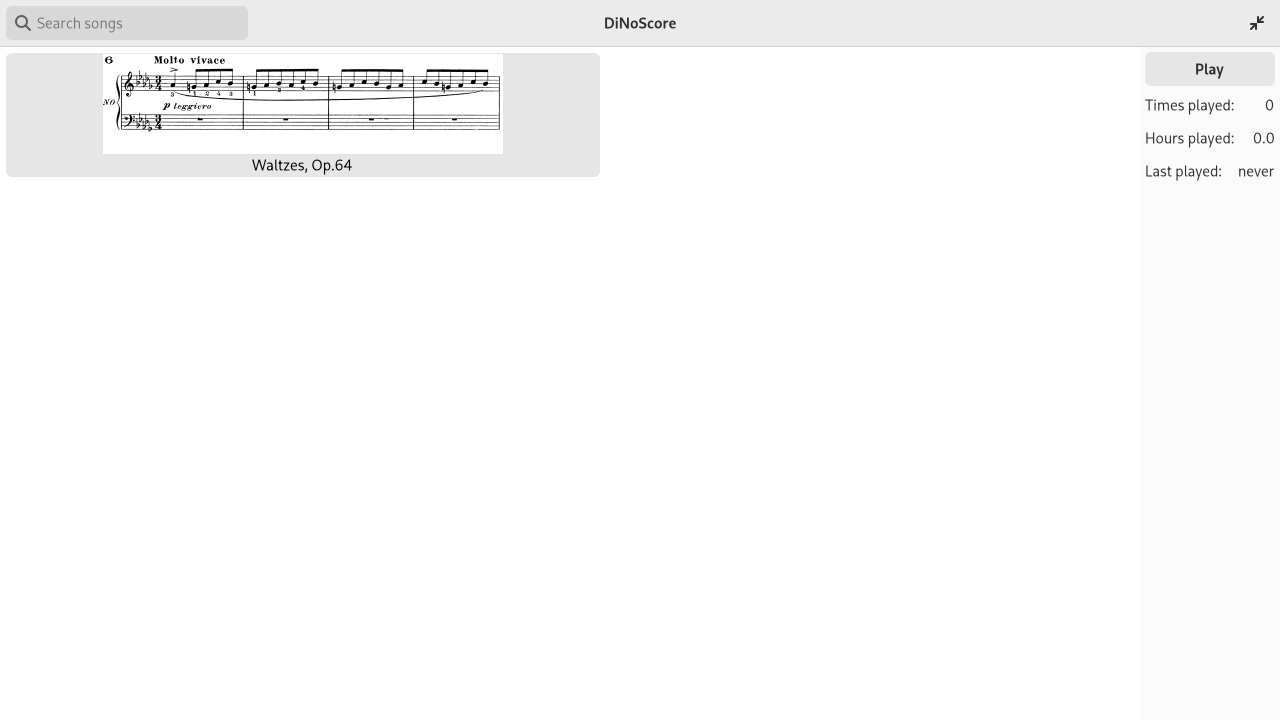 Search songs
DiNoScore
6
Molto vivace
NO
p leggiero
Waltzes, Op.64
Play
Times played: 0
Hours played: 0.0
Last played: never